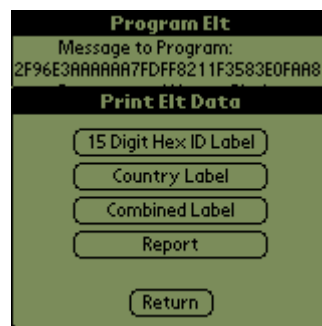 Program Elt
Message to Program:
2F96E3AAAAAA7FDFF8211F3583E0FAA8
Print Elt Data
15 Digit Hex ID Label
Country Label
Combined Label
Report
Return